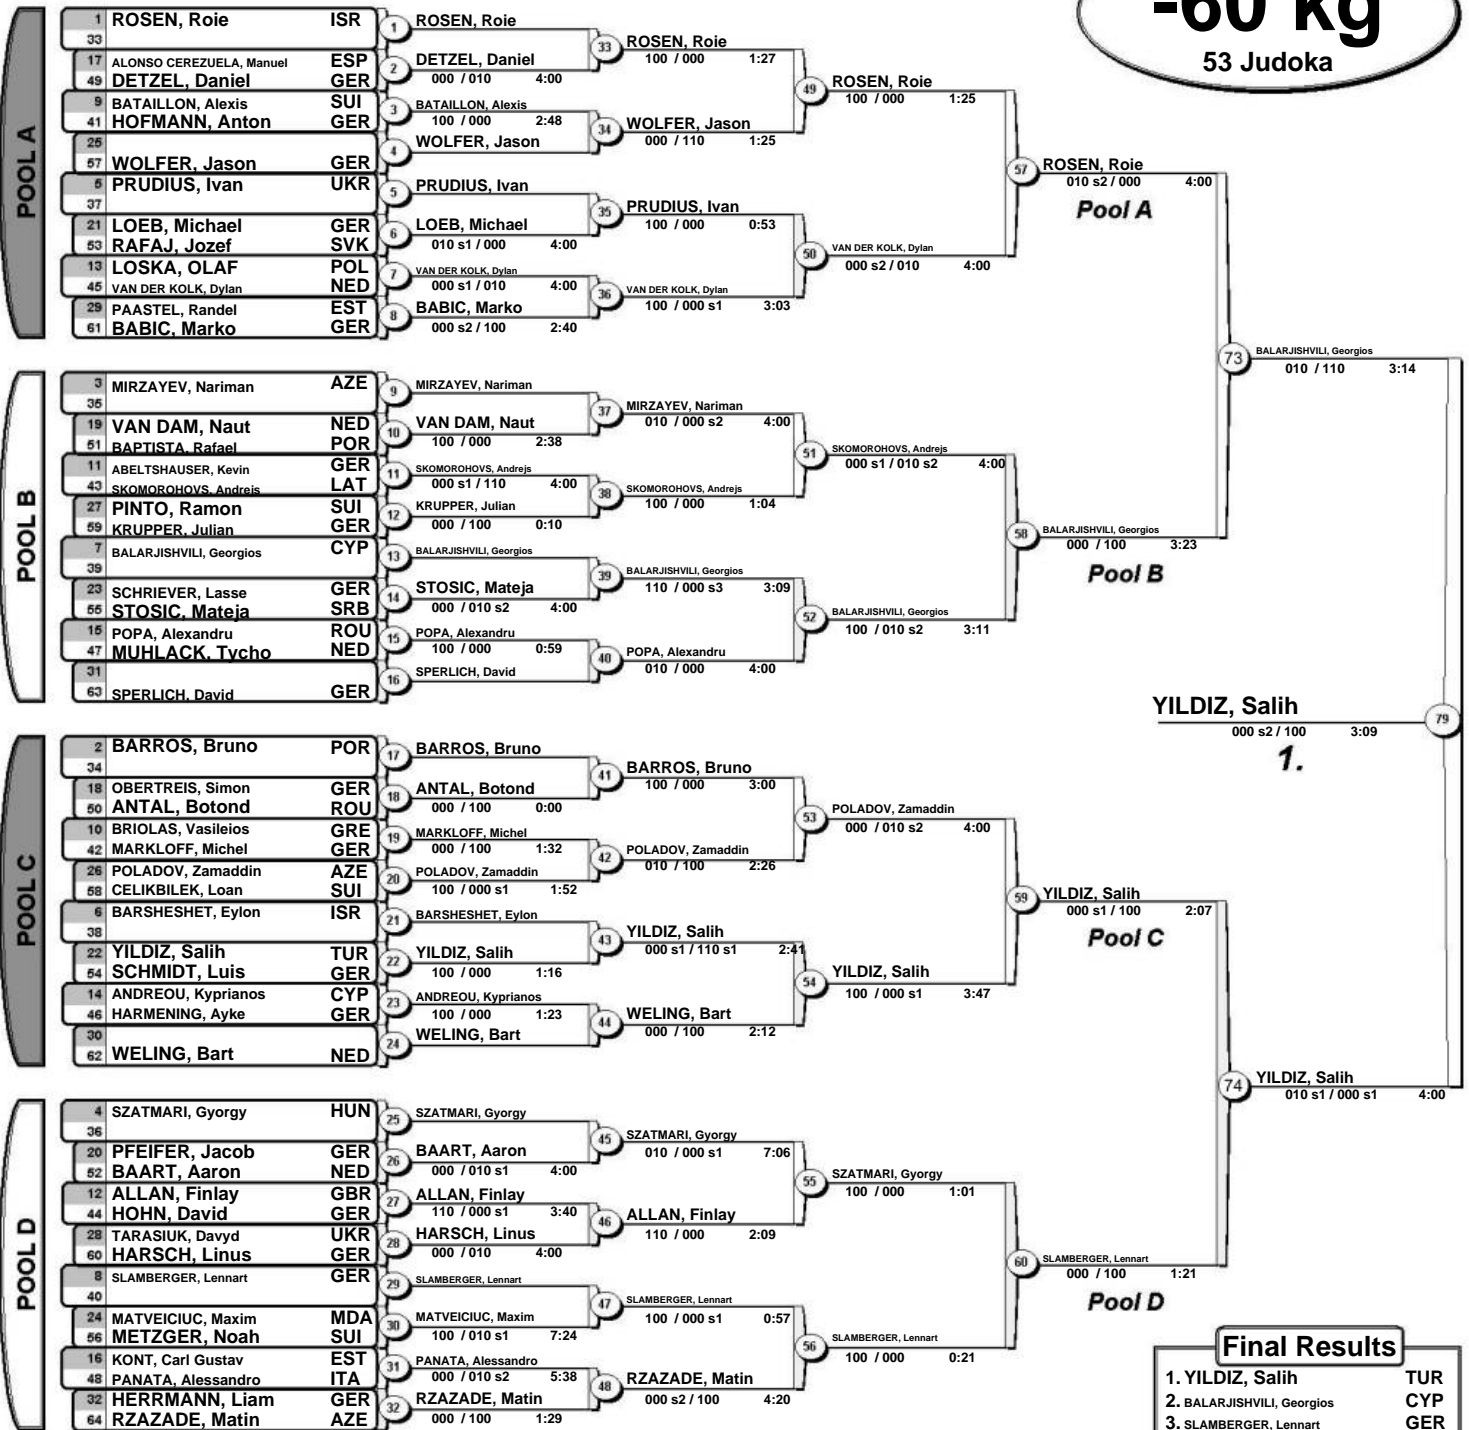 -60 kg
53 Judoka
POOL A
1 ROSEN, Roie ISR
33
17 ALONSO CEREZUELA, Manuel ESP
49 DETZEL, Daniel GER
9 BATAILLON, Alexis SUI
41 HOFMANN, Anton GER
25
57 WOLFER, Jason GER
5 PRUDIUS, Ivan UKR
37
21 LOEB, Michael GER
53 RAFAJ, Jozef SVK
13 LOSKA, OLAF POL
45 VAN DER KOLK, Dylan NED
29 PAASTEL, Randel EST
61 BABIC, Marko GER
1 ROSEN, Roie
2 DETZEL, Daniel
000 / 010 4:00
3 BATAILLON, Alexis
100 / 000 2:48
4 WOLFER, Jason
5 PRUDIUS, Ivan
6 LOEB, Michael
010 s1 / 000 4:00
7 VAN DER KOLK, Dylan
000 s1 / 010 4:00
8 BABIC, Marko
000 s2 / 100 2:40
33 ROSEN, Roie
100 / 000 1:27
34 WOLFER, Jason
000 / 110 1:25
35 PRUDIUS, Ivan
100 / 000 0:53
36 VAN DER KOLK, Dylan
100 / 000 s1 3:03
49 ROSEN, Roie
100 / 000 1:25
50 VAN DER KOLK, Dylan
000 s2 / 010 4:00
57 ROSEN, Roie
010 s2 / 000 4:00
Pool A
POOL B
3 MIRZAYEV, Nariman AZE
35
19 VAN DAM, Naut NED
51 BAPTISTA, Rafael POR
11 ABELTSHAUSER, Kevin GER
43 SKOMOROHOVS, Andrejs LAT
27 PINTO, Ramon SUI
59 KRUPPER, Julian GER
7 BALARJISHVILI, Georgios CYP
39
23 SCHRIEVER, Lasse GER
55 STOSIC, Mateja SRB
15 POPA, Alexandru ROU
47 MUHLACK, Tycho NED
31
63 SPERLICH, David GER
9 MIRZAYEV, Nariman
10 VAN DAM, Naut
100 / 000 2:38
11 SKOMOROHOVS, Andrejs
000 s1 / 110 4:00
12 KRUPPER, Julian
000 / 100 0:10
13 BALARJISHVILI, Georgios
14 STOSIC, Mateja
000 / 010 s2 4:00
15 POPA, Alexandru
100 / 000 0:59
16 SPERLICH, David
37 MIRZAYEV, Nariman
010 / 000 s2 4:00
38 SKOMOROHOVS, Andrejs
100 / 000 1:04
39 BALARJISHVILI, Georgios
110 / 000 s3 3:09
40 POPA, Alexandru
010 / 000 4:00
51 SKOMOROHOVS, Andrejs
000 s1 / 010 s2 4:00
52 BALARJISHVILI, Georgios
100 / 010 s2 3:11
58 BALARJISHVILI, Georgios
000 / 100 3:23
Pool B
73 BALARJISHVILI, Georgios
010 / 110 3:14
YILDIZ, Salih 79
000 s2 / 100 3:09
1.
POOL C
2 BARROS, Bruno POR
34
18 OBERTREIS, Simon GER
50 ANTAL, Botond ROU
10 BRIOLAS, Vasileios GRE
42 MARKLOFF, Michel GER
26 POLADOV, Zamaddin AZE
58 CELIKBILEK, Loan SUI
6 BARSHESHET, Eylon ISR
38
22 YILDIZ, Salih TUR
54 SCHMIDT, Luis GER
14 ANDREOU, Kyprianos CYP
46 HARMENING, Ayke GER
30
62 WELING, Bart NED
17 BARROS, Bruno
18 ANTAL, Botond
000 / 100 0:00
19 MARKLOFF, Michel
000 / 100 1:32
20 POLADOV, Zamaddin
100 / 000 s1 1:52
21 BARSHESHET, Eylon
22 YILDIZ, Salih
100 / 000 1:16
23 ANDREOU, Kyprianos
100 / 000 1:23
24 WELING, Bart
41 BARROS, Bruno
100 / 000 3:00
42 POLADOV, Zamaddin
010 / 100 2:26
43 YILDIZ, Salih
000 s1 / 110 s1 2:41
44 WELING, Bart
000 / 100 2:12
53 POLADOV, Zamaddin
000 / 010 s2 4:00
54 YILDIZ, Salih
100 / 000 s1 3:47
59 YILDIZ, Salih
000 s1 / 100 2:07
Pool C
74 YILDIZ, Salih
010 s1 / 000 s1 4:00
POOL D
4 SZATMARI, Gyorgy HUN
36
20 PFEIFER, Jacob GER
52 BAART, Aaron NED
12 ALLAN, Finlay GBR
44 HOHN, David GER
28 TARASIUK, Davyd UKR
60 HARSCH, Linus GER
8 SLAMBERGER, Lennart GER
40
24 MATVEICIUC, Maxim MDA
56 METZGER, Noah SUI
16 KONT, Carl Gustav EST
48 PANATA, Alessandro ITA
32 HERRMANN, Liam GER
64 RZAZADE, Matin AZE
25 SZATMARI, Gyorgy
26 BAART, Aaron
000 / 010 s1 4:00
27 ALLAN, Finlay
110 / 000 s1 3:40
28 HARSCH, Linus
000 / 010 4:00
29 SLAMBERGER, Lennart
30 MATVEICIUC, Maxim
100 / 010 s1 7:24
31 PANATA, Alessandro
000 / 010 s2 5:38
32 RZAZADE, Matin
000 / 100 1:29
45 SZATMARI, Gyorgy
010 / 000 s1 7:06
46 ALLAN, Finlay
110 / 000 2:09
47 SLAMBERGER, Lennart
100 / 000 s1 0:57
48 RZAZADE, Matin
000 s2 / 100 4:20
55 SZATMARI, Gyorgy
100 / 000 1:01
56 SLAMBERGER, Lennart
100 / 000 0:21
60 SLAMBERGER, Lennart
000 / 100 1:21
Pool D
Final Results
1. YILDIZ, Salih TUR
2. BALARJISHVILI, Georgios CYP
3. SLAMBERGER, Lennart GER